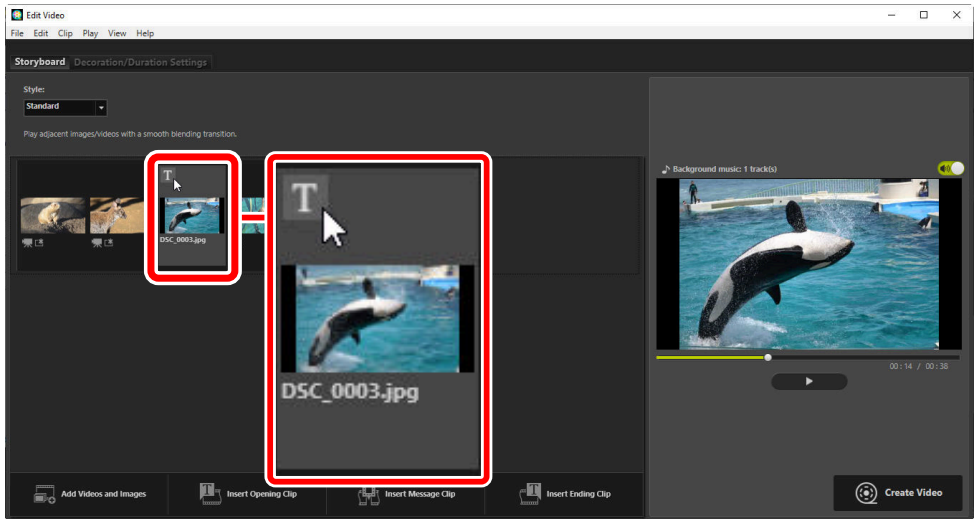 Edit Video
File Edit Clip Play View Help
Storyboard Decoration/Duration Settings
Style:
Standard
Play adjacent images/videos with a smooth blending transition.
T
DSC_0003.jpg
T
DSC_0003.jpg
Background music: 1 track(s)
00:14 / 00:38
Add Videos and Images
T
Insert Opening Clip
Insert Message Clip
T
Insert Ending Clip
Create Video